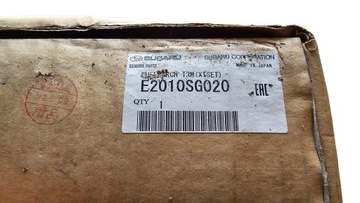 SUBARU SUBARU CORPORATION
GENUINE PARTS MADE IN JAPAN
E2010SG020
QTY 1
EAC